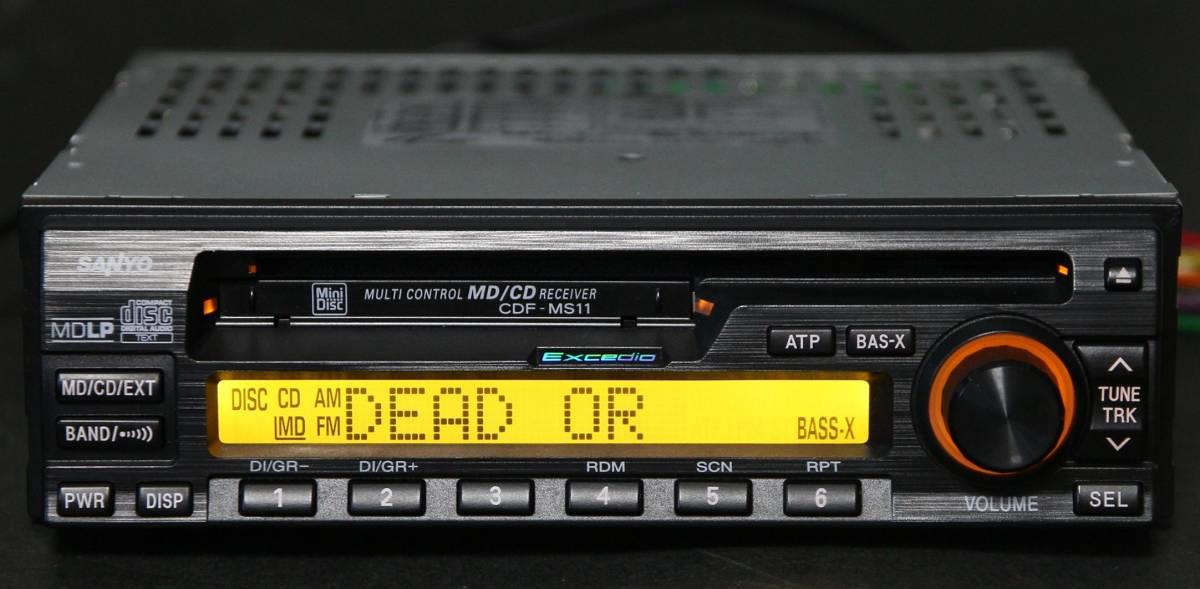 SANYO
MDLP
COMPACT
disc
DIGITAL AUDIO
TEXT
Mini
Disc
MULTI CONTROL MD/CD RECEIVER
CDF-MS11
Excedio
ATP
BAS-X
MD/CD/EXT
BAND/
DISC CD AM
MD FM
DEAD OR
BASS-X
TUNE
TRK
DI/GR-
DI/GR+
RDM
SCN
RPT
PWR
DISP
1
2
3
4
5
6
VOLUME
SEL